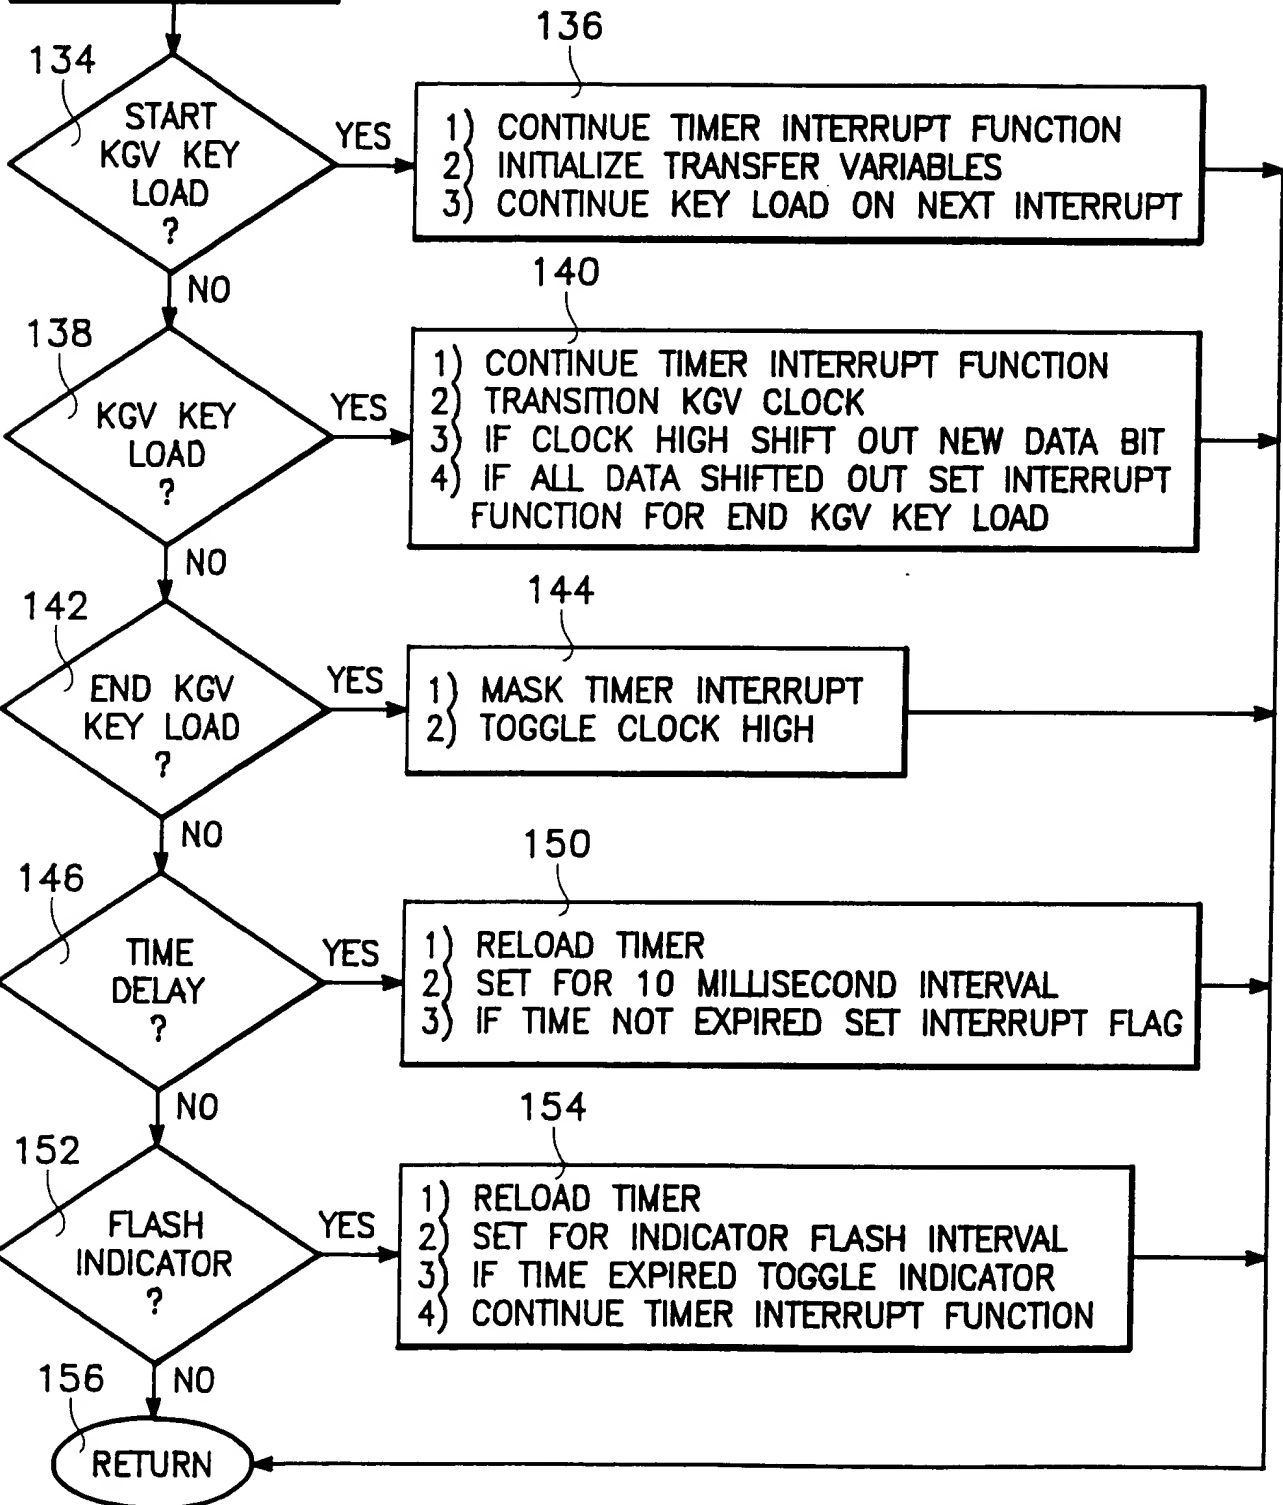 136
134
START
KGV KEY
LOAD
?
YES
1) CONTINUE TIMER INTERRUPT FUNCTION
2) INITIALIZE TRANSFER VARIABLES
3) CONTINUE KEY LOAD ON NEXT INTERRUPT
NO
140
138
KGV KEY
LOAD
?
YES
1) CONTINUE TIMER INTERRUPT FUNCTION
2) TRANSITION KGV CLOCK
3) IF CLOCK HIGH SHIFT OUT NEW DATA BIT
4) IF ALL DATA SHIFTED OUT SET INTERRUPT
FUNCTION FOR END KGV KEY LOAD
NO
144
142
END KGV
KEY LOAD
?
YES
1) MASK TIMER INTERRUPT
2) TOGGLE CLOCK HIGH
NO
150
146
TIME
DELAY
?
YES
1) RELOAD TIMER
2) SET FOR 10 MILLISECOND INTERVAL
3) IF TIME NOT EXPIRED SET INTERRUPT FLAG
NO
154
152
FLASH
INDICATOR
?
YES
1) RELOAD TIMER
2) SET FOR INDICATOR FLASH INTERVAL
3) IF TIME EXPIRED TOGGLE INDICATOR
4) CONTINUE TIMER INTERRUPT FUNCTION
NO
156
RETURN